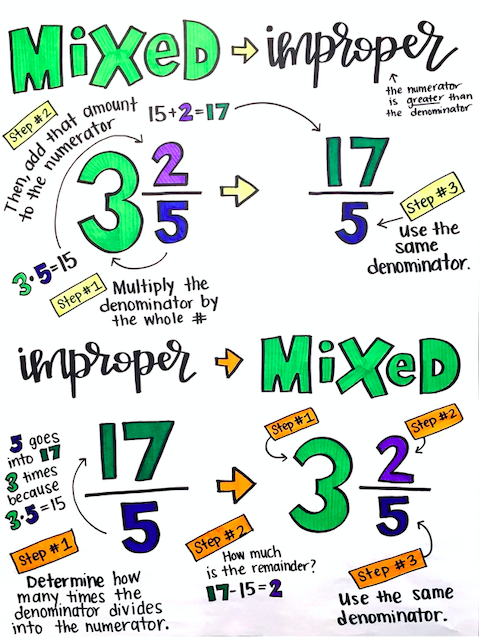 MiXeD → improper
↑
the numerator
is greater than
the denominator
Step #2
Then, add that amount
to the numerator
15+2=17
3 2/5 → 17/5
3·5=15
Step #1
Multiply the
denominator by
the whole #
Step #3
Use the
same
denominator.
improper → MiXeD
5 goes
into 17
3 times
because
3·5=15
17/5 → 3 2/5
Step #1
Determine how
many times the
denominator divides
into the numerator.
Step #2
How much
is the remainder?
17-15=2
Step #1
Step #2
Step #3
Use the same
denominator.